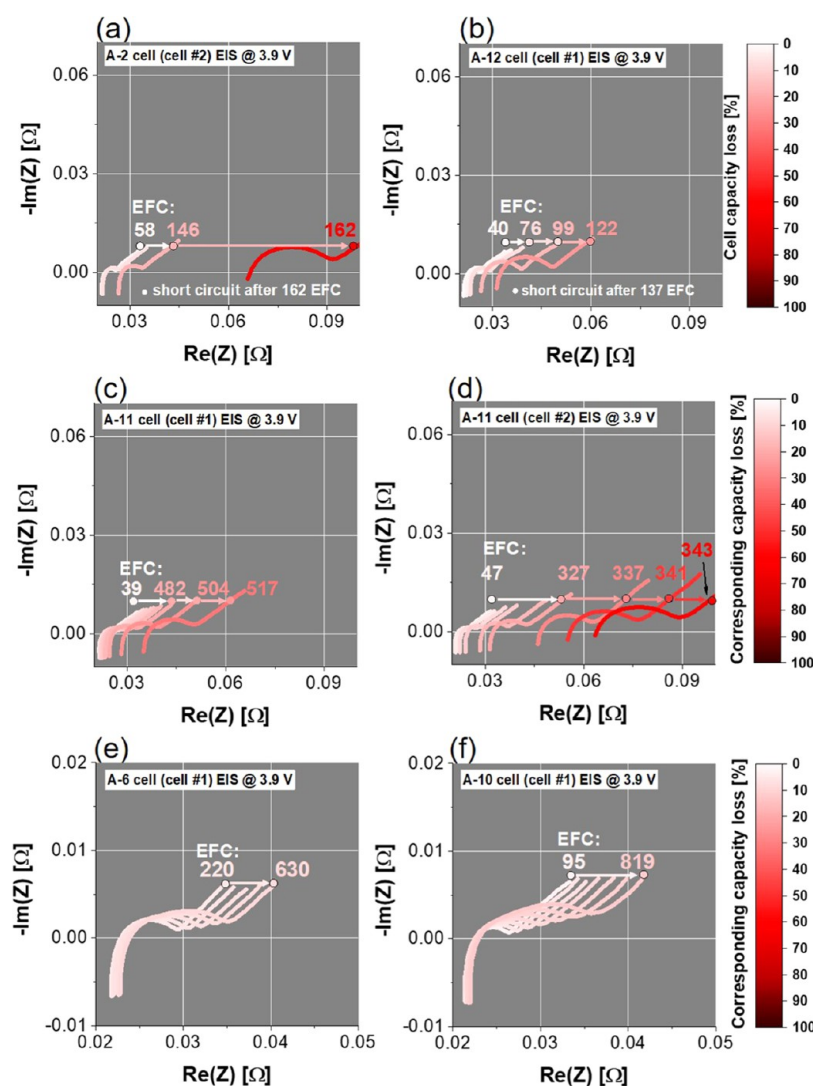 (a)
A-2 cell (cell #2) EIS @ 3.9 V
0.06
0.03
0.00
-Im(Z) [Ω]
EFC:
58 146 162
short circuit after 162 EFC
0.03 0.06 0.09
Re(Z) [Ω]
(b)
A-12 cell (cell #1) EIS @ 3.9 V
0.06
0.03
0.00
-Im(Z) [Ω]
EFC:
40 76 99 122
short circuit after 137 EFC
0.03 0.06 0.09
Re(Z) [Ω]
0
10
20
30
40
50
60
70
80
90
100
Cell capacity loss [%]
(c)
A-11 cell (cell #1) EIS @ 3.9 V
0.06
0.03
0.00
-Im(Z) [Ω]
EFC:
39 482 504 517
0.03 0.06 0.09
Re(Z) [Ω]
(d)
A-11 cell (cell #2) EIS @ 3.9 V
0.06
0.03
0.00
-Im(Z) [Ω]
343
EFC:
47 327 337 341
0.03 0.06 0.09
Re(Z) [Ω]
0
10
20
30
40
50
60
70
80
90
100
Corresponding capacity loss [%]
(e)
A-6 cell (cell #1) EIS @ 3.9 V
0.02
0.01
0.00
-0.01
-Im(Z) [Ω]
EFC:
220 630
0.02 0.03 0.04 0.05
Re(Z) [Ω]
(f)
A-10 cell (cell #1) EIS @ 3.9 V
0.02
0.01
0.00
-0.01
-Im(Z) [Ω]
EFC:
95 819
0.02 0.03 0.04 0.05
Re(Z) [Ω]
0
10
20
30
40
50
60
70
80
90
100
Corresponding capacity loss [%]